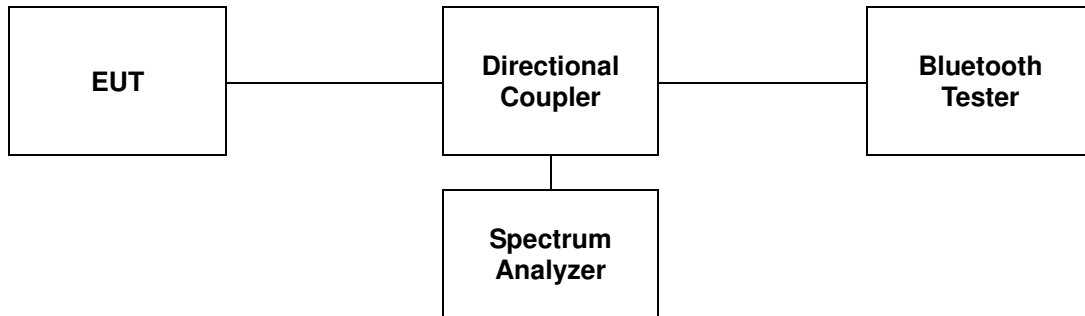 EUT
Directional
Coupler
Bluetooth
Tester
Spectrum
Analyzer